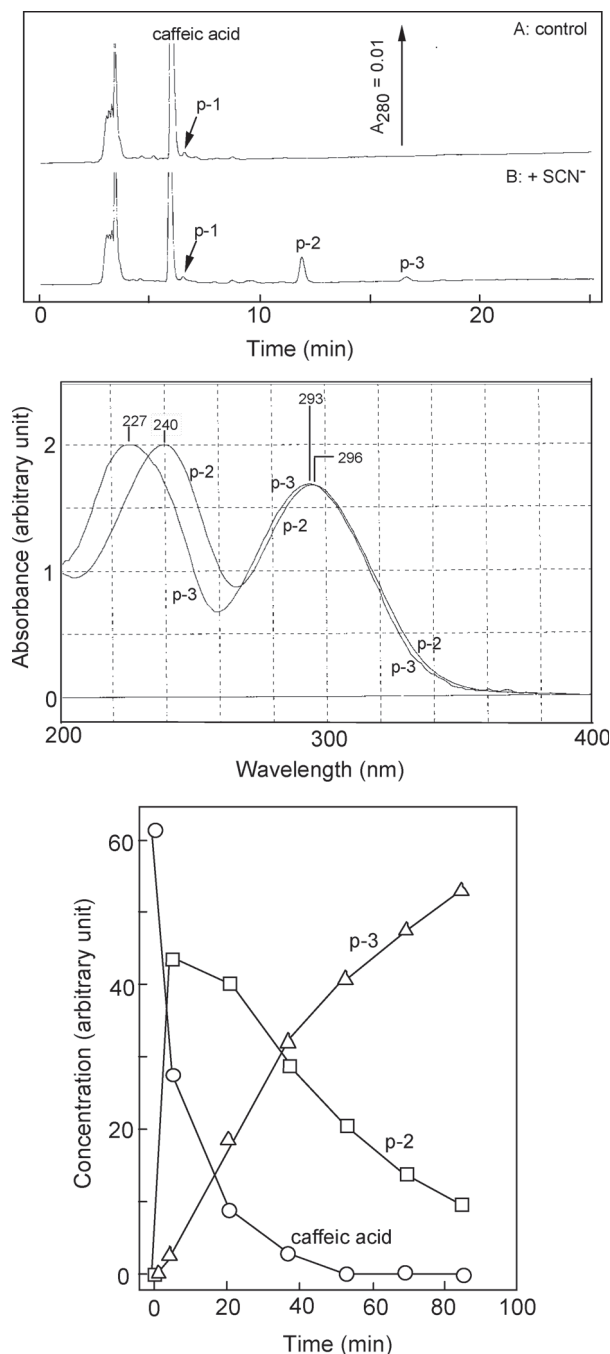 caffeic acid
A: control
A280 = 0.01
p-1
B: + SCN-
p-1
p-2
p-3
0 10 20
Time (min)
293
227 240
296
2
p-2
p-3
p-2
1
p-3
p-2
p-3
0
200 300 400
Absorbance (arbitrary unit)
Wavelength (nm)
60
p-3
40
20
p-2
caffeic acid
0
0 20 40 60 80 100
Concentration (arbitrary unit)
Time (min)